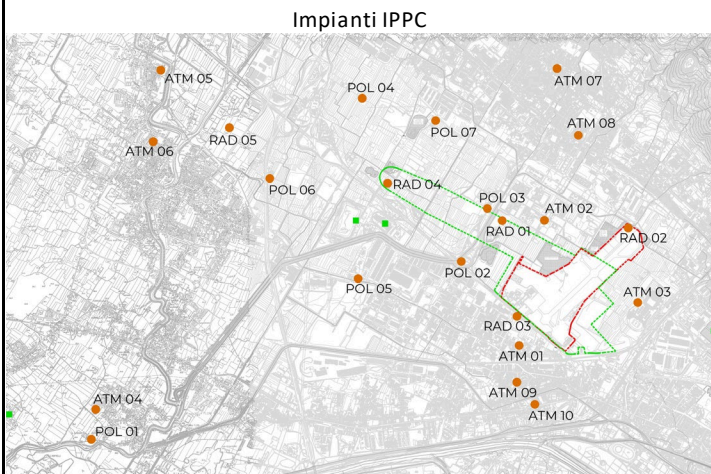 Impianti IPPC
ATM 05
ATM 07
POL 04
POL 07
ATM 08
RAD 05
ATM 06
POL 06
RAD 04
POL 03
RAD 01
ATM 02
RAD 02
POL 02
POL 05
ATM 03
RAD 03
ATM 01
ATM 09
ATM 10
ATM 04
POL 01